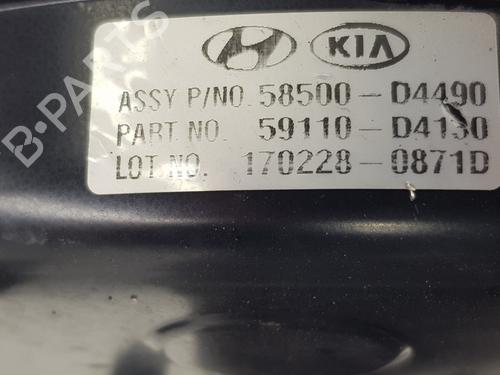 KIA
ASSY P/NO. 58500-D4490
PART NO. 59110-D4130
LOT NO. 170228-0871D
B-PARTS